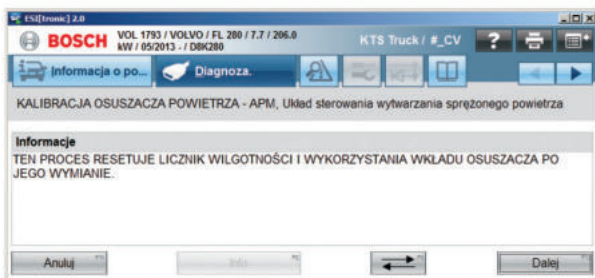 ESI[tronic] 2.0
BOSCH
VOL 1793 / VOLVO / FL 280 / 7.7 / 206.0
kW / 05/2013 - / D8K280
KTS Truck / #_CV
?
Informacja o po...
Diagnoza.
KALIBRACJA OSUSZACZA POWIETRZA - APM, Układ sterowania wytwarzania sprężonego powietrza
Informacje
TEN PROCES RESETUJE LICZNIK WILGOTNOŚCI I WYKORZYSTANIA WKŁADU OSUSZACZA PO
JEGO WYMIANIE.
Anuluj
Info
Dalej